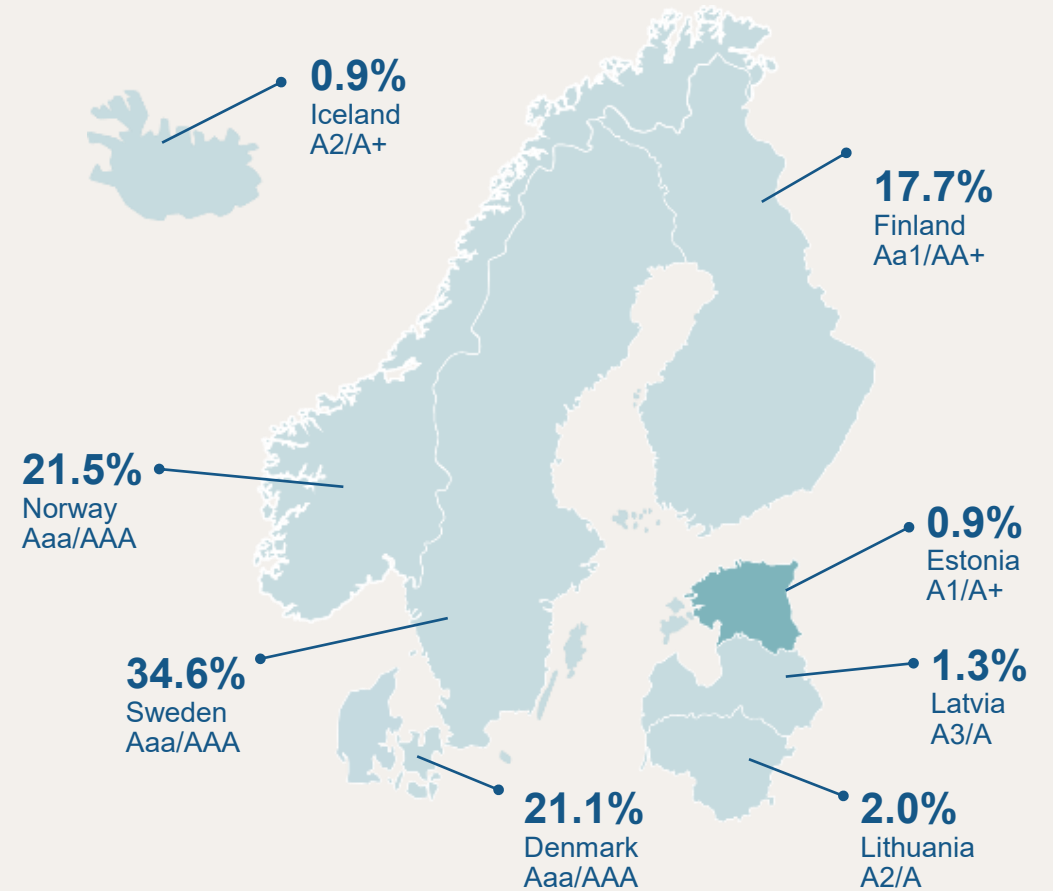 0.9%
Iceland
A2/A+
17.7%
Finland
Aa1/AA+
21.5%
Norway
Aaa/AAA
0.9%
Estonia
A1/A+
34.6%
Sweden
Aaa/AAA
1.3%
Latvia
A3/A
21.1%
Denmark
Aaa/AAA
2.0%
Lithuania
A2/A